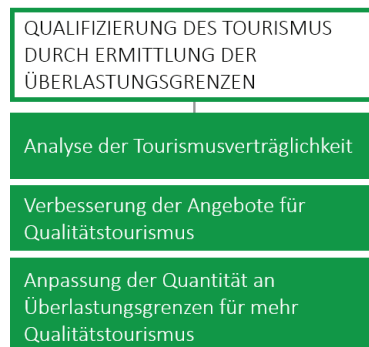 QUALIFIZIERUNG DES TOURISMUS
DURCH ERMITTLUNG DER
ÜBERLASTUNGSGRENZEN
Analyse der Tourismusverträglichkeit
Verbesserung der Angebote für
Qualitätstourismus
Anpassung der Quantität an
Überlastungsgrenzen für mehr
Qualitätstourismus